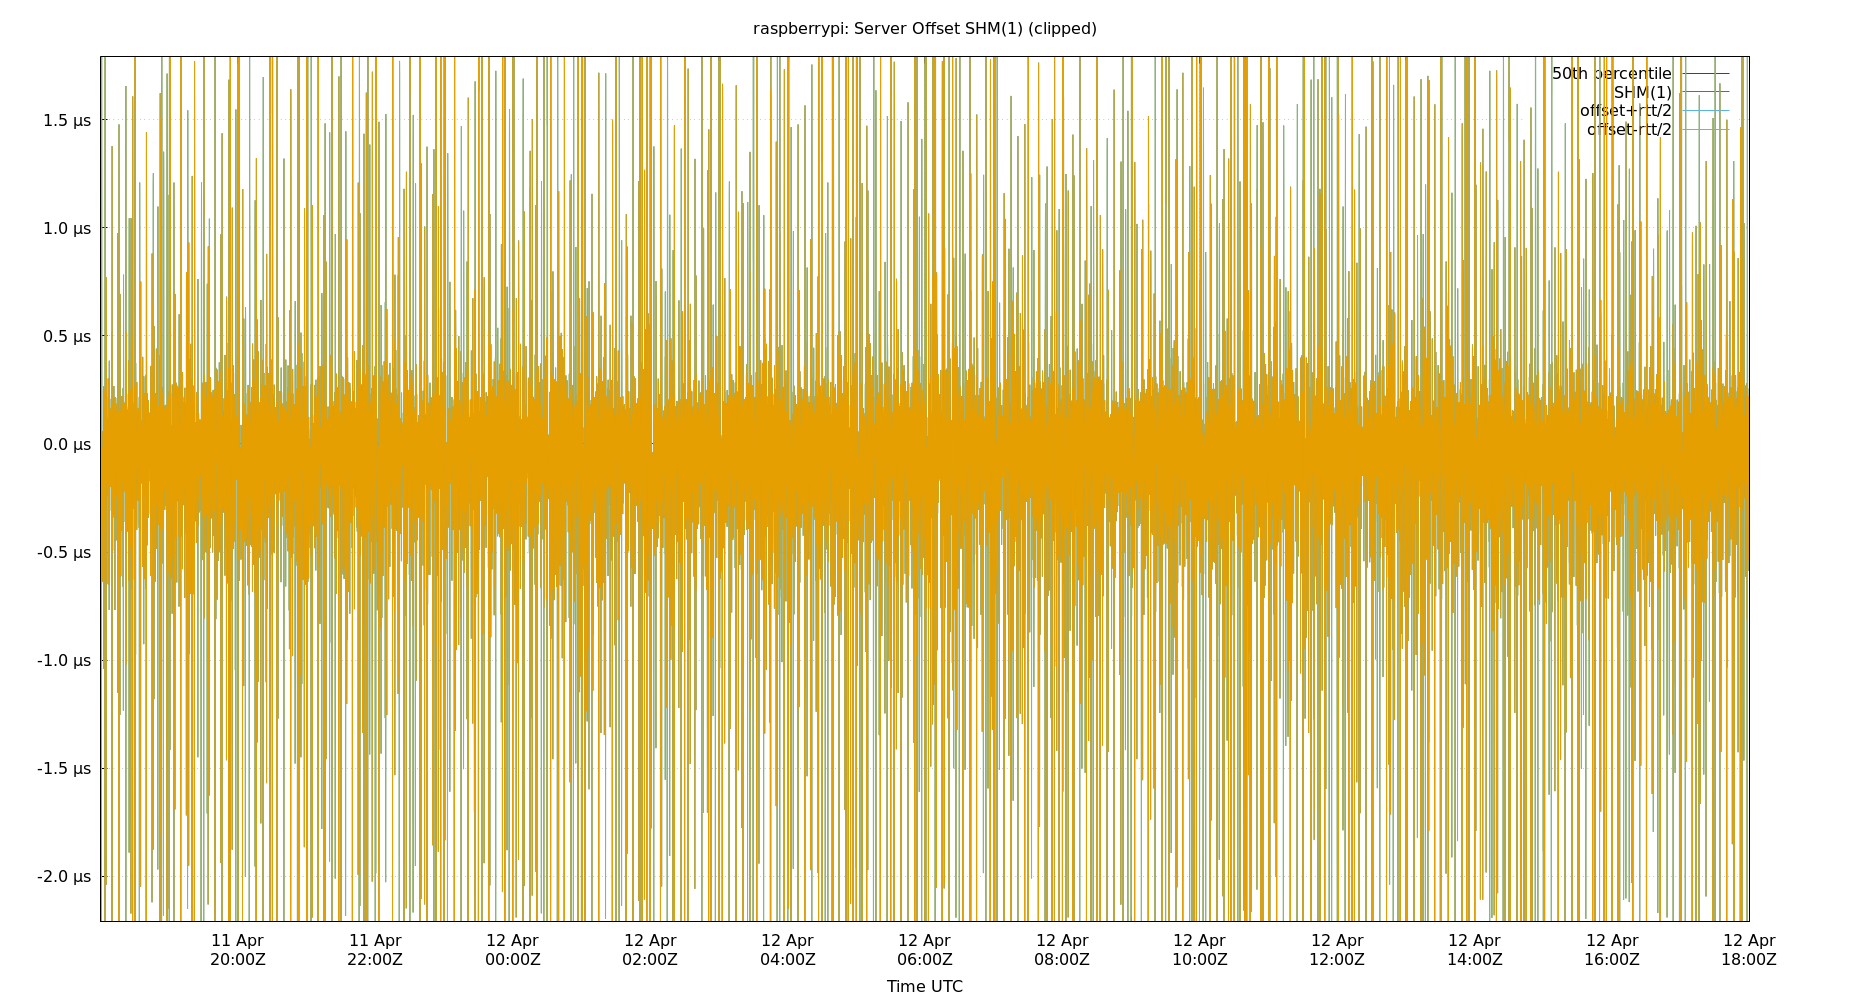 raspberrypi: Server Offset SHM(1) (clipped)
50th percentile
SHM(1)
offset+rtt/2
offset-rtt/2
1.5 µs
1.0 µs
0.5 µs
0.0 µs
-0.5 µs
-1.0 µs
-1.5 µs
-2.0 µs
11 Apr 11 Apr 12 Apr 12 Apr 12 Apr 12 Apr 12 Apr 12 Apr 12 Apr 12 Apr 12 Apr 12 Apr
20:00Z 22:00Z 00:00Z 02:00Z 04:00Z 06:00Z 08:00Z 10:00Z 12:00Z 14:00Z 16:00Z 18:00Z
Time UTC